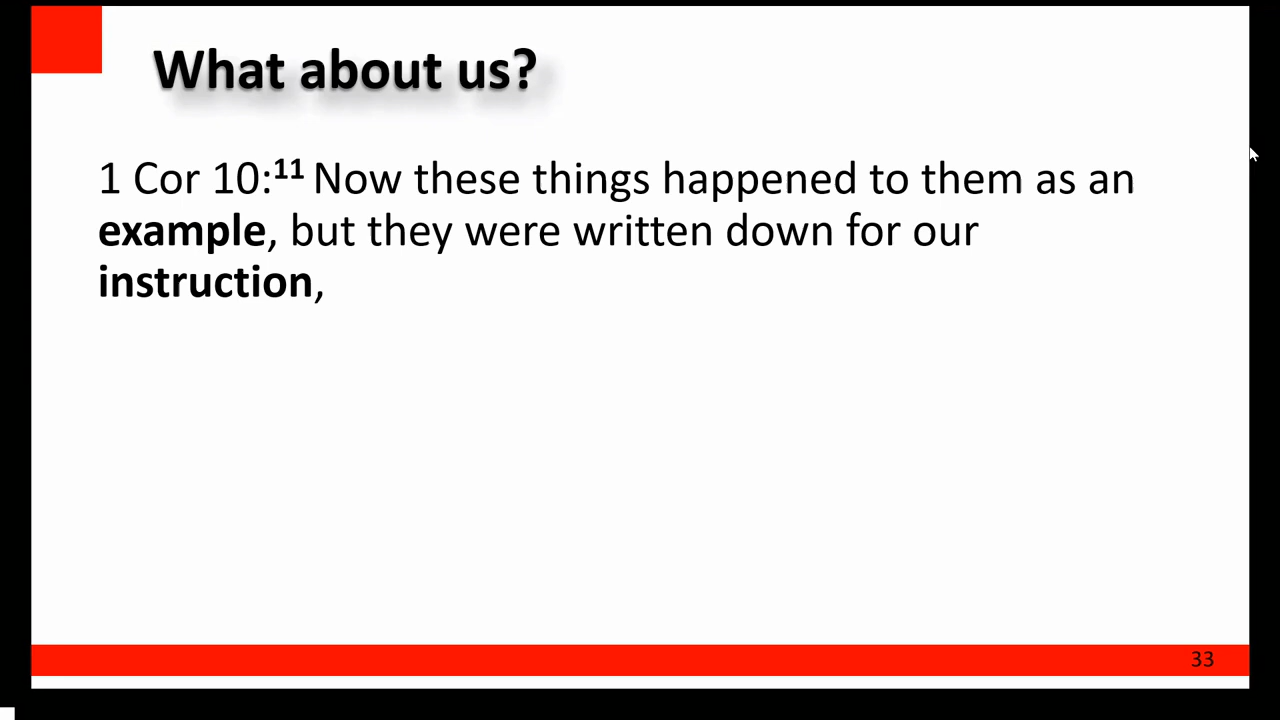 What about us?
1 Cor 10:11 Now these things happened to them as an
example, but they were written down for our
instruction,
33